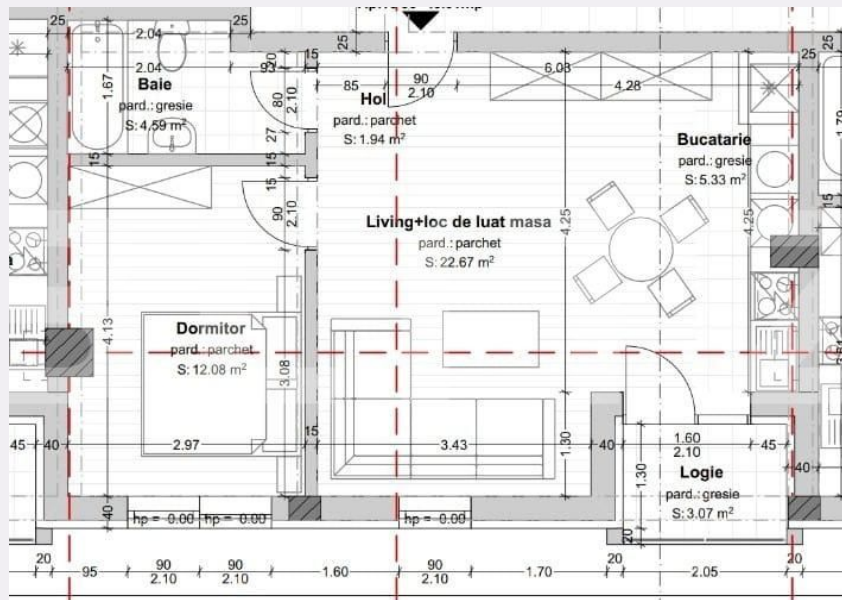 25
25
2.04
2.04
93
20
15
25
6.03
25
25
85
90
2.10
4.28
1.67
Baie
pard.: gresie
S: 4.59 m²
80
2.10
27
Hol
pard.: parchet
S: 1.94 m²
Bucatarie
pard.: gresie
S: 5.33 m²
1.79
15
15
15
90
2.10
15
Living+loc de luat masa
pard.: parchet
S: 22.67 m²
4.25
4.25
4.13
Dormitor
pard.: parchet
S: 12.08 m²
3.08
L
L
L
45
40
2.97
15
3.43
1.30
40
1.60
2.10
45
40
1.30
Logie
pard.: gresie
S: 3.07 m²
40
hp = 0.00
hp = 0.00
hp = 0.00
20
20
95
90
2.10
90
2.10
1.60
90
2.10
1.70
20
2.05
20